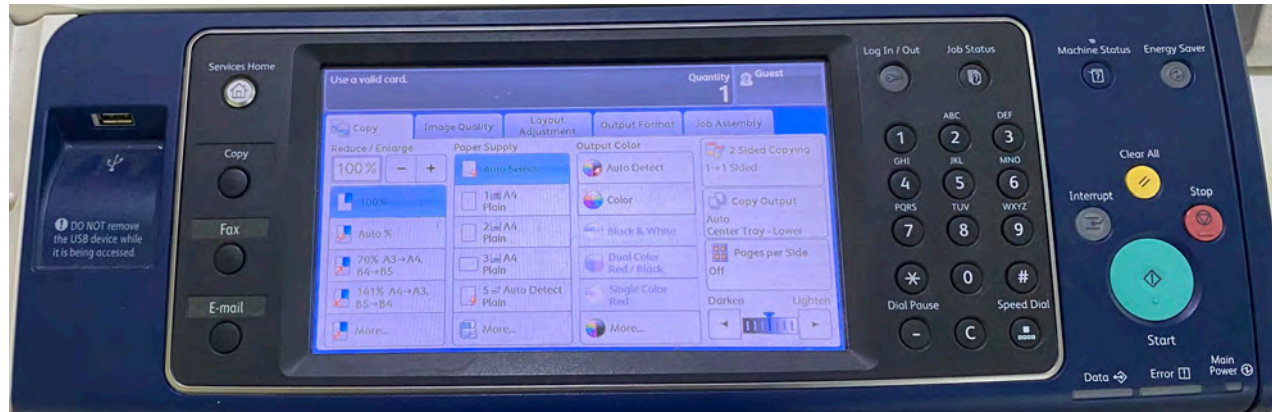 DO NOT remove
the USB device while
it is being accessed.
Services Home
Copy
Fax
E-mail
Use a valid card.
Quantity
1
Guest
Copy
Image Quality
Layout
Adjustment
Output Format
Job Assembly
Reduce / Enlarge
100%
−
+
100%
Auto %
70% A3→A4,
B4→B5
141% A4→A3,
B5→B4
More...
Paper Supply
Auto Select
1 A4
Plain
2 A4
Plain
3 A4
Plain
5 Auto Detect
Plain
More...
Output Color
Auto Detect
Color
Black & White
Dual Color
Red / Black
Single Color
Red
More...
2 Sided Copying
1→1 Sided
Copy Output
Auto
Center Tray - Lower
Pages per Side
Off
Darken
Lighten
Log In / Out
Job Status
ABC
DEF
1
2
3
GHI
JKL
MNO
4
5
6
PQRS
TUV
WXYZ
7
8
9
*
0
#
Dial Pause
Speed Dial
-
C
Machine Status
Energy Saver
Clear All
Interrupt
Stop
Start
Data
Error
Main
Power